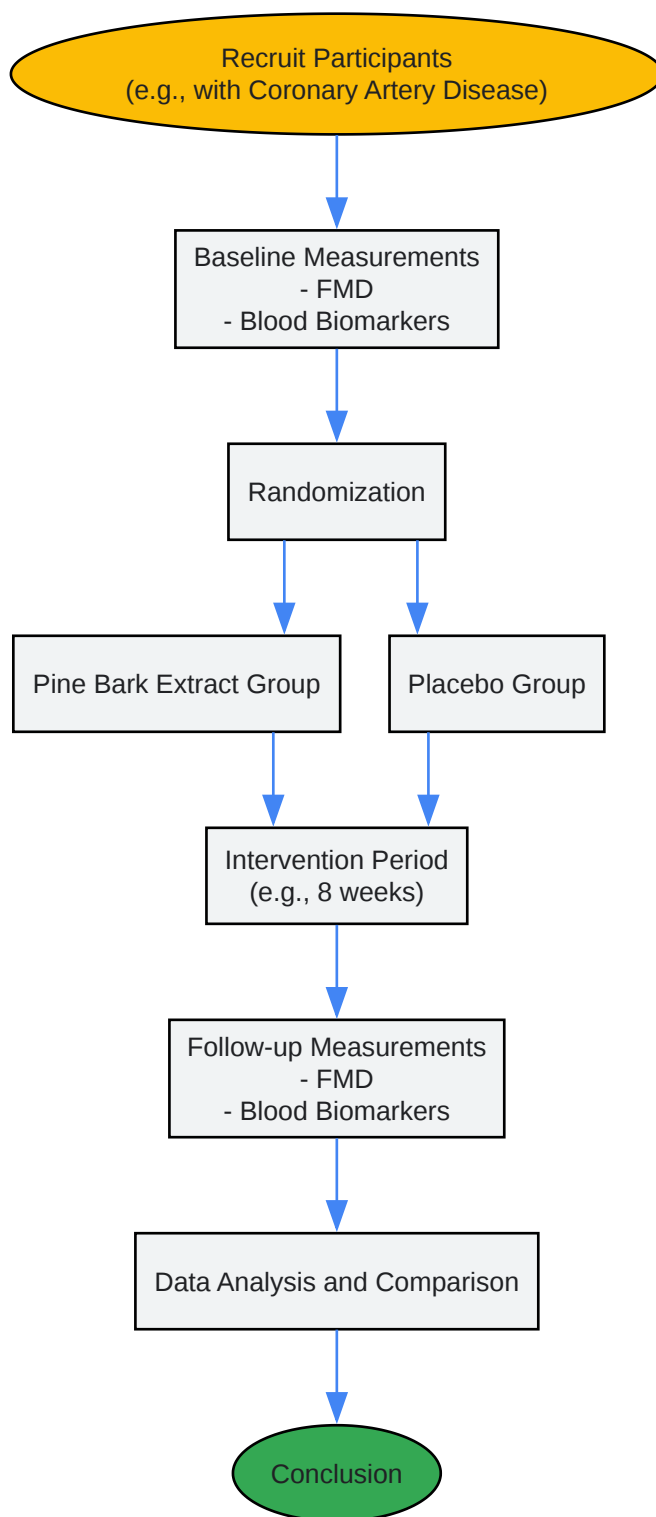 Recruit Participants
(e.g., with Coronary Artery Disease)
Baseline Measurements
- FMD
- Blood Biomarkers
Randomization
Pine Bark Extract Group
Placebo Group
Intervention Period
(e.g., 8 weeks)
Follow-up Measurements
- FMD
- Blood Biomarkers
Data Analysis and Comparison
Conclusion